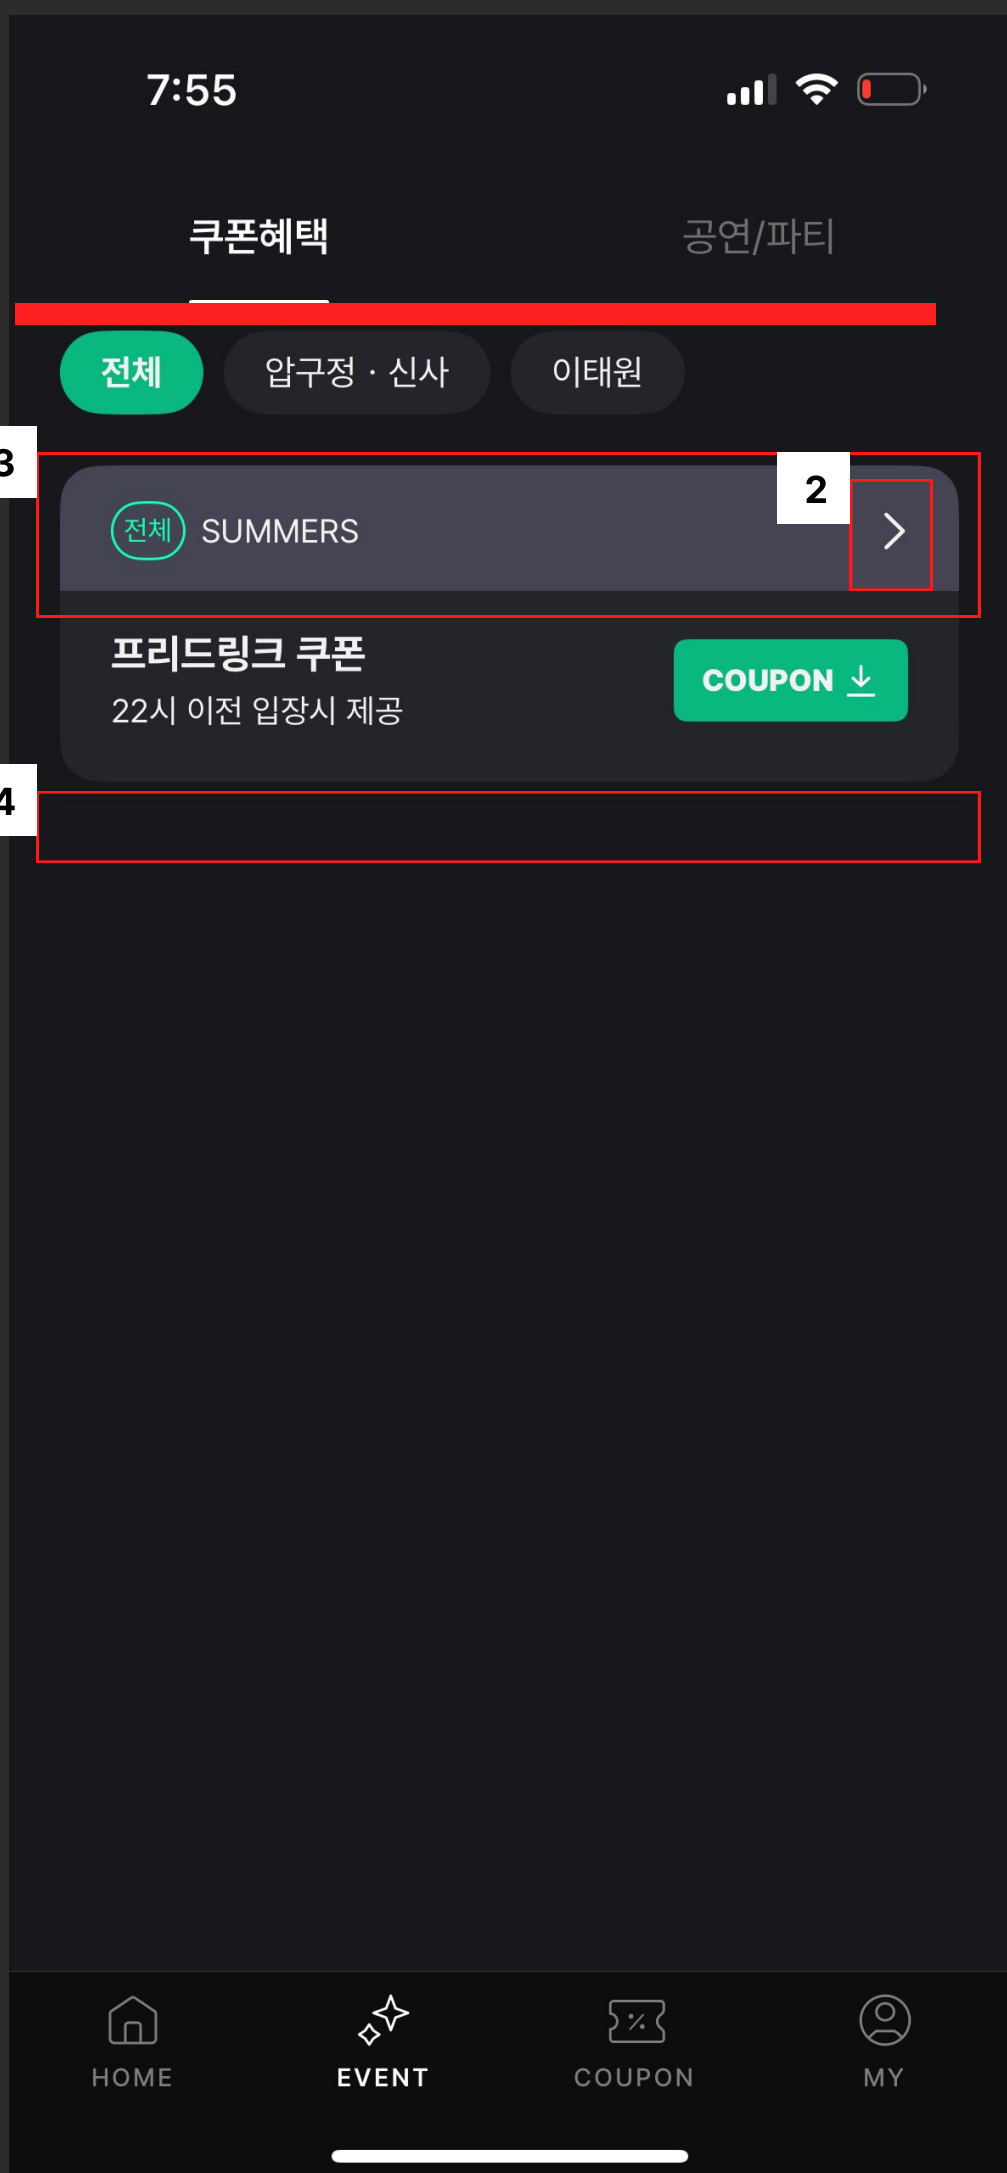 7:55
쿠폰혜택 공연/파티
전체 압구정 · 신사 이태원
3
2
전체 SUMMERS
프리드링크 쿠폰
22시 이전 입장시 제공
COUPON
4
HOME EVENT COUPON MY